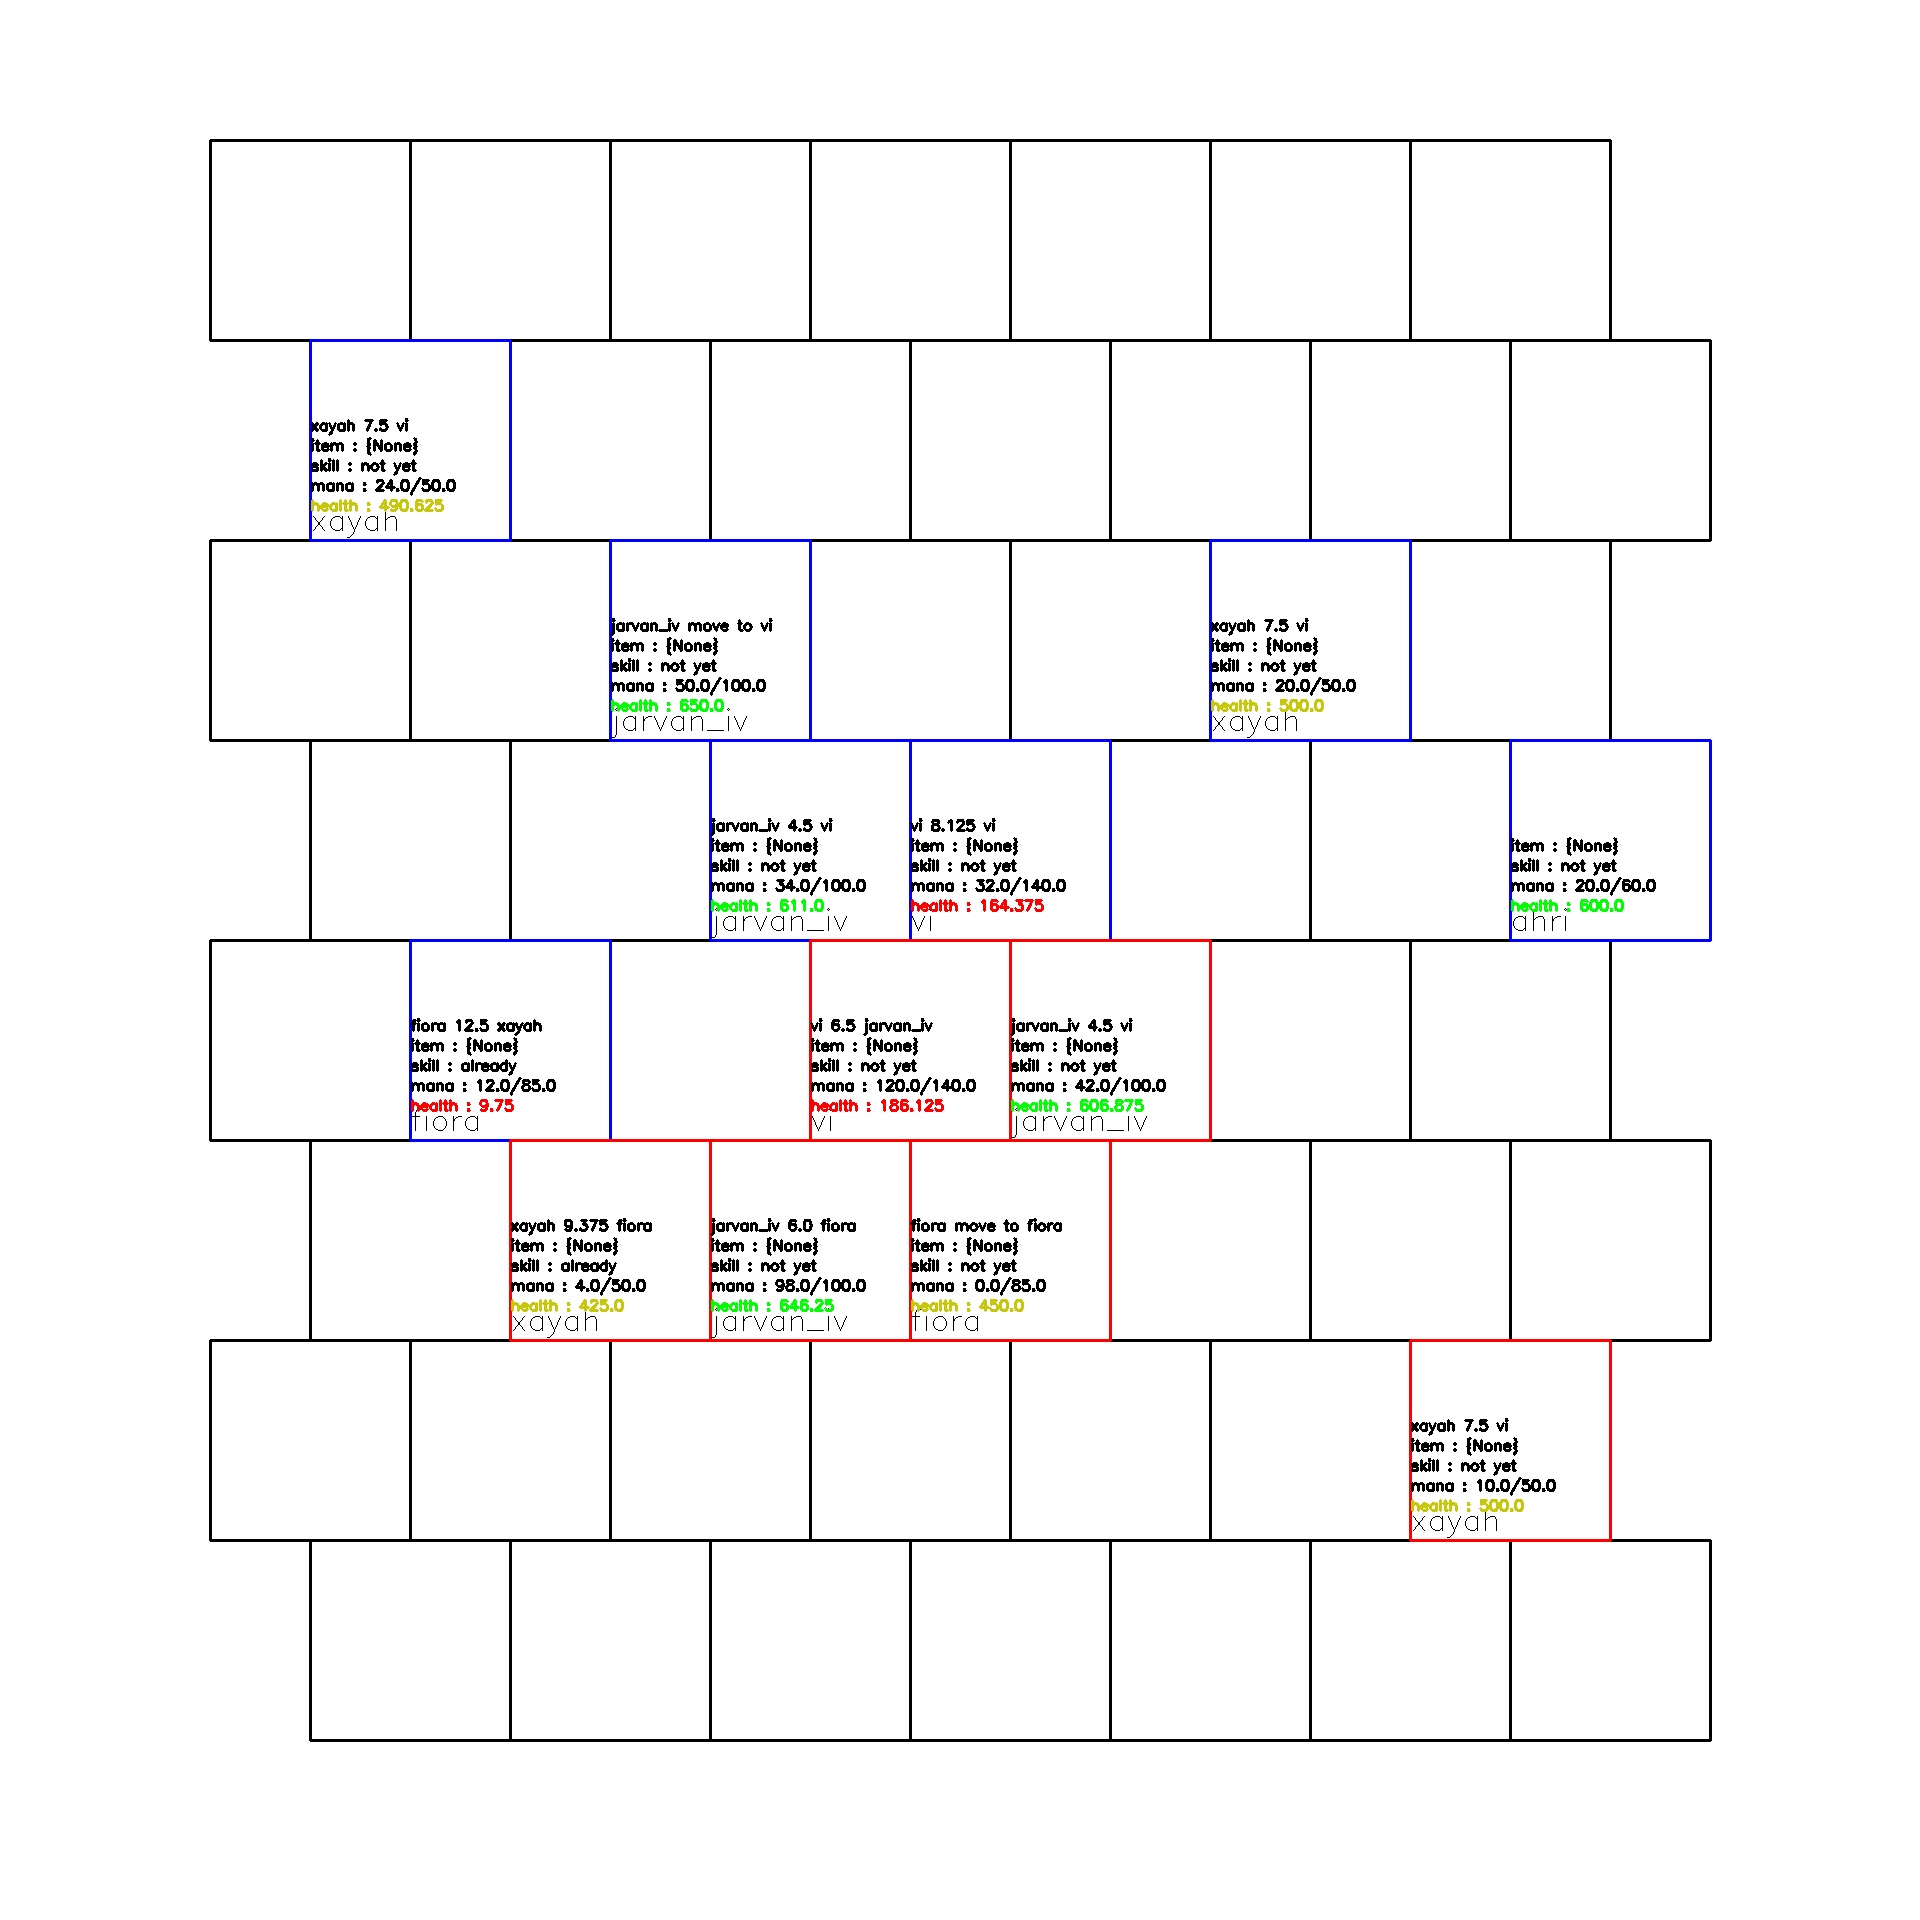 xayah 7.5 vi
item : {None}
skill : not yet
mana : 24.0/50.0
health : 490.625
xayah
jarvan_iv move to vi
item : {None}
skill : not yet
mana : 50.0/100.0
health : 650.0
jarvan_iv
xayah 7.5 vi
item : {None}
skill : not yet
mana : 20.0/50.0
health : 500.0
xayah
jarvan_iv 4.5 vi
item : {None}
skill : not yet
mana : 34.0/100.0
health : 611.0
jarvan_iv
vi 8.125 vi
item : {None}
skill : not yet
mana : 32.0/140.0
health : 164.375
vi
item : {None}
skill : not yet
mana : 20.0/60.0
health : 600.0
ahri
fiora 12.5 xayah
item : {None}
skill : already
mana : 12.0/85.0
health : 9.75
fiora
vi 6.5 jarvan_iv
item : {None}
skill : not yet
mana : 120.0/140.0
health : 186.125
vi
jarvan_iv 4.5 vi
item : {None}
skill : not yet
mana : 42.0/100.0
health : 606.875
jarvan_iv
xayah 9.375 fiora
item : {None}
skill : already
mana : 4.0/50.0
health : 425.0
xayah
jarvan_iv 6.0 fiora
item : {None}
skill : not yet
mana : 98.0/100.0
health : 646.25
jarvan_iv
fiora move to fiora
item : {None}
skill : not yet
mana : 0.0/85.0
health : 450.0
fiora
xayah 7.5 vi
item : {None}
skill : not yet
mana : 10.0/50.0
health : 500.0
xayah